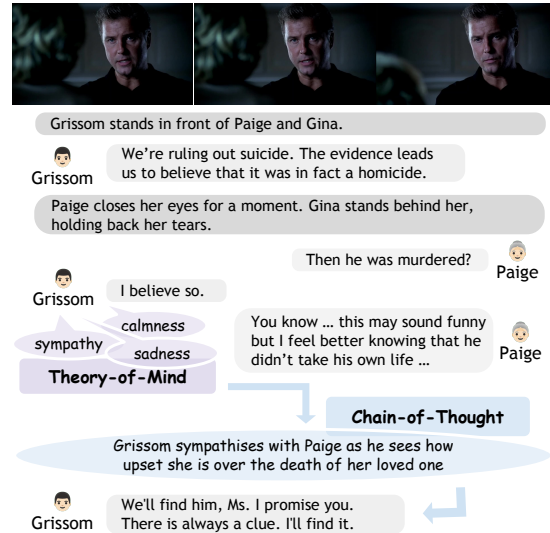 Grissom stands in front of Paige and Gina.
Grissom
We're ruling out suicide. The evidence leads
us to believe that it was in fact a homicide.
Paige closes her eyes for a moment. Gina stands behind her,
holding back her tears.
Then he was murdered?
Paige
Grissom
I believe so.
calmness
sympathy
sadness
Theory-of-Mind
You know ... this may sound funny
but I feel better knowing that he
didn't take his own life ...
Paige
Chain-of-Thought
Grissom sympathises with Paige as he sees how
upset she is over the death of her loved one
Grissom
We'll find him, Ms. I promise you.
There is always a clue. I'll find it.